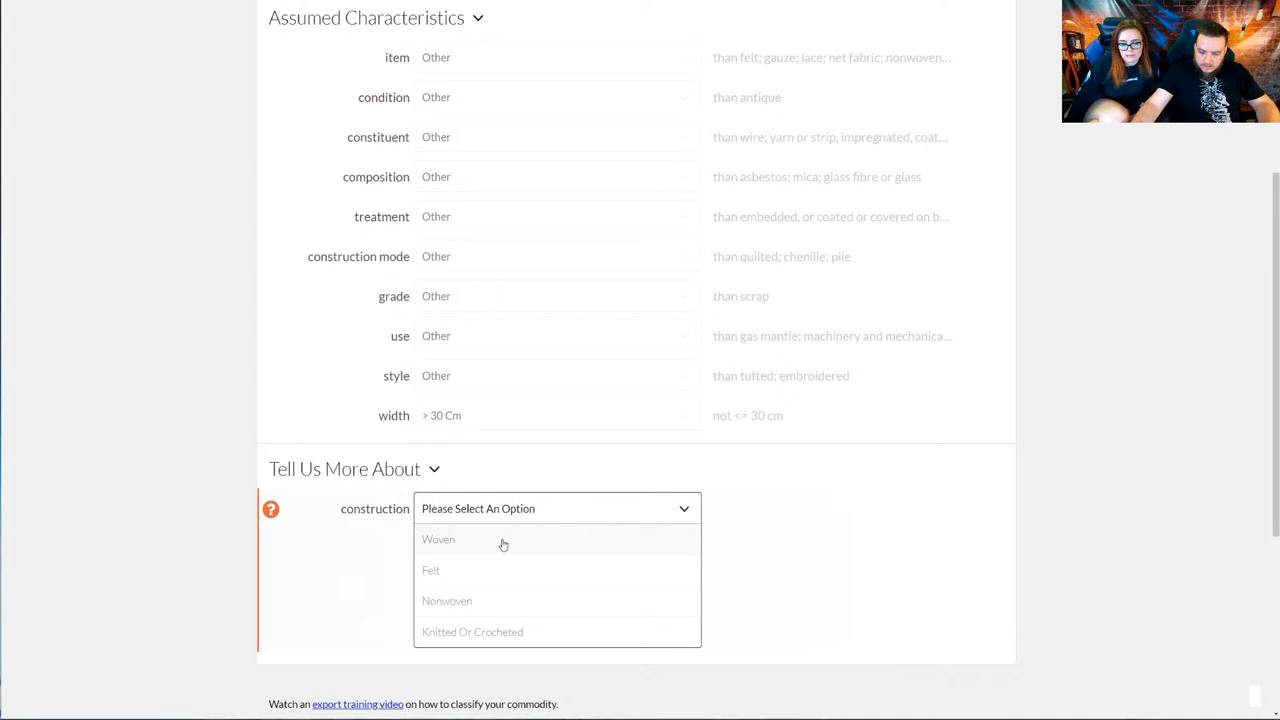 Assumed Characteristics
item Other than felt; gauze; lace; net fabric; nonwoven…
condition Other than antique
constituent Other than wire; yarn or strip, impregnated, coat…
composition Other than asbestos; mica; glass fibre or glass
treatment Other than embedded, or coated or covered on b…
construction mode Other than quilted; chenille; pile
grade Other than scrap
use Other than gas mantle; machinery and mechanica…
style Other than tufted; embroidered
width > 30 Cm not <= 30 cm
Tell Us More About
? construction Please Select An Option
Woven
Felt
Nonwoven
Knitted Or Crocheted
Watch an export training video on how to classify your commodity.